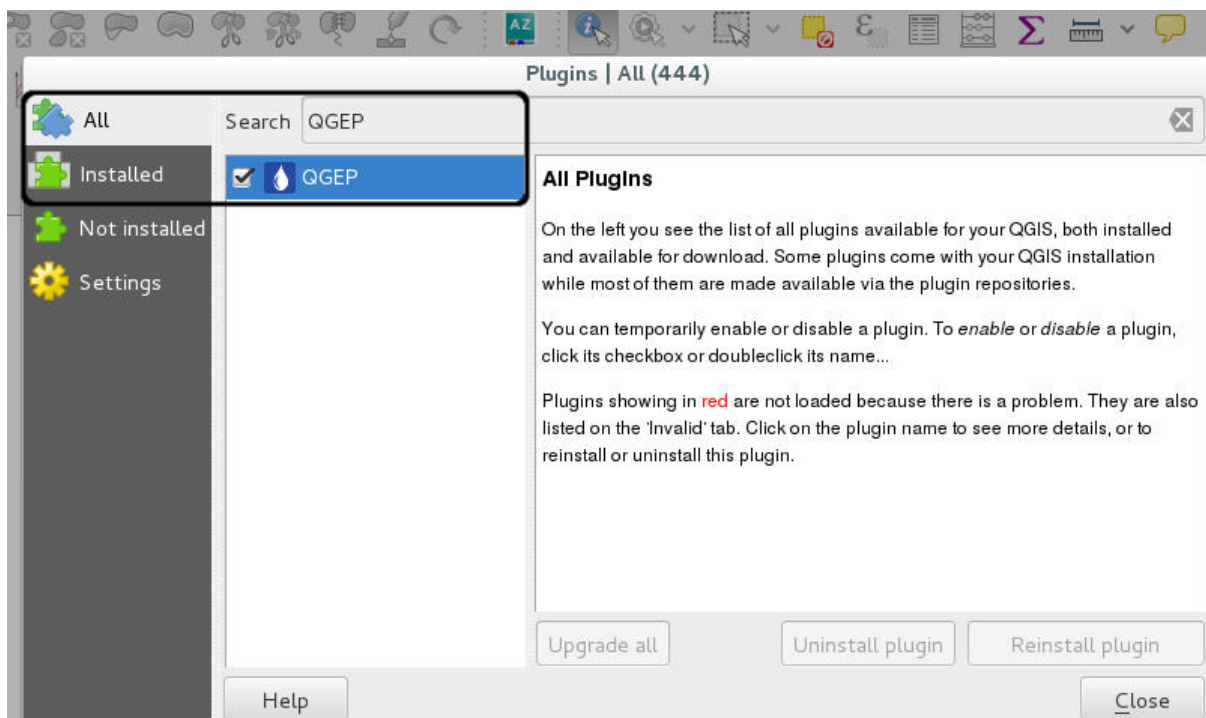 AZ
ε
Σ
Plugins | All (444)
All
Installed
Not installed
Settings
Search QGEP
QGEP
All Plugins
On the left you see the list of all plugins available for your QGIS, both installed
and available for download. Some plugins come with your QGIS installation
while most of them are made available via the plugin repositories.
You can temporarily enable or disable a plugin. To enable or disable a plugin,
click its checkbox or doubleclick its name...
Plugins showing in red are not loaded because there is a problem. They are also
listed on the 'Invalid' tab. Click on the plugin name to see more details, or to
reinstall or uninstall this plugin.
Upgrade all
Uninstall plugin
Reinstall plugin
Help
Close